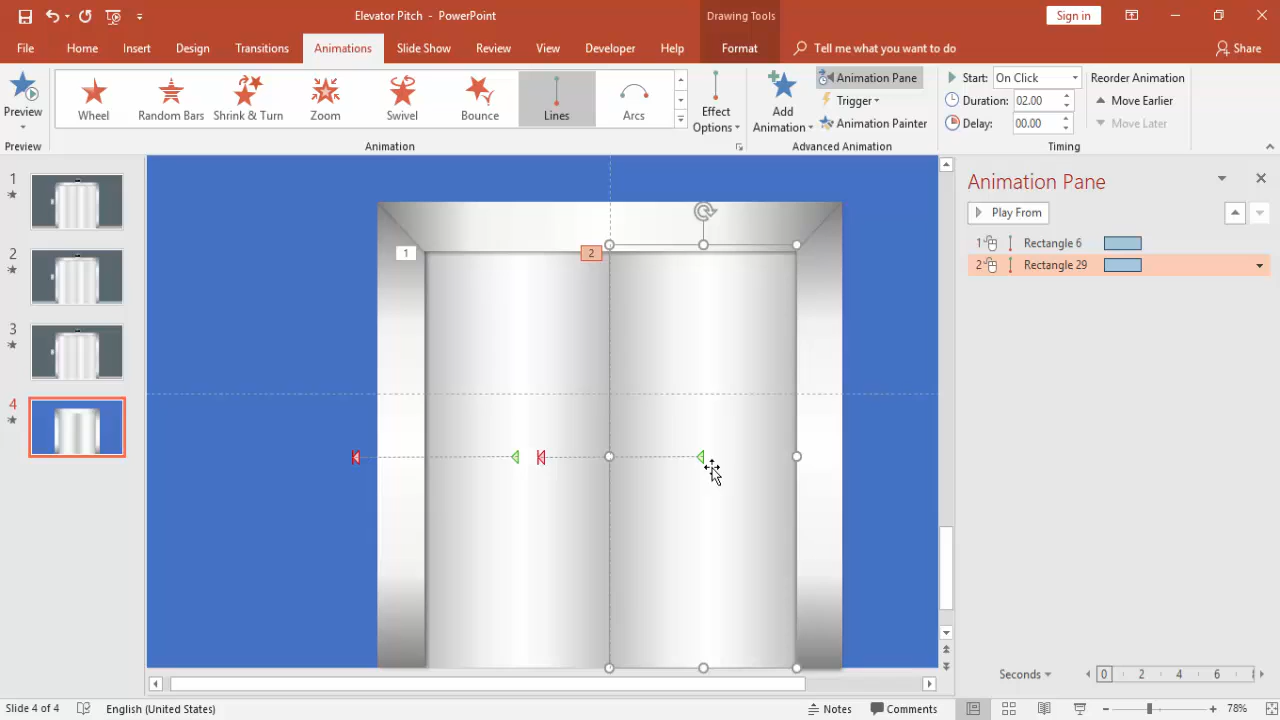 Elevator Pitch - PowerPoint
Drawing Tools
Sign in
File Home Insert Design Transitions Animations Slide Show Review View Developer Help Format Tell me what you want to do Share
Preview
Preview
Wheel Random Bars Shrink & Turn Zoom Swivel Bounce Lines Arcs
Animation
Effect Options
Add Animation
Animation Pane
Trigger
Animation Painter
Advanced Animation
Start: On Click
Duration: 02.00
Delay: 00.00
Reorder Animation
Move Earlier
Move Later
Timing
1
2
3
4
1
2
Animation Pane
Play From
1 Rectangle 6
2 Rectangle 29
Seconds 0 2 4 6
Slide 4 of 4 English (United States) Notes Comments 78%